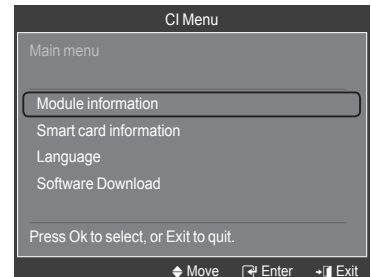 CI Menu
Main menu
Module information
Smart card information
Language
Software Download
Press Ok to select, or Exit to quit.
Move Enter Exit